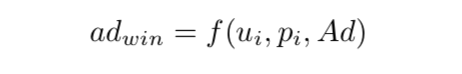 ad_{win} = f(u_i, p_i, Ad)